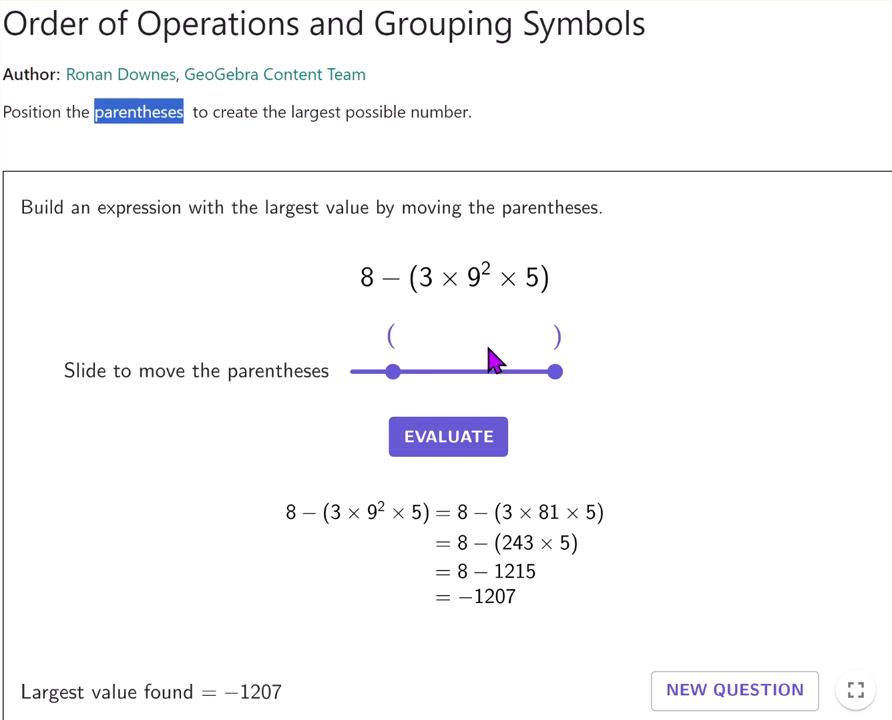 Order of Operations and Grouping Symbols
Author: Ronan Downes, GeoGebra Content Team
Position the parentheses to create the largest possible number.
Build an expression with the largest value by moving the parentheses.
8 − (3 × 9² × 5)
( )
Slide to move the parentheses
EVALUATE
8 − (3 × 9² × 5) = 8 − (3 × 81 × 5)
= 8 − (243 × 5)
= 8 − 1215
= −1207
Largest value found = −1207
NEW QUESTION